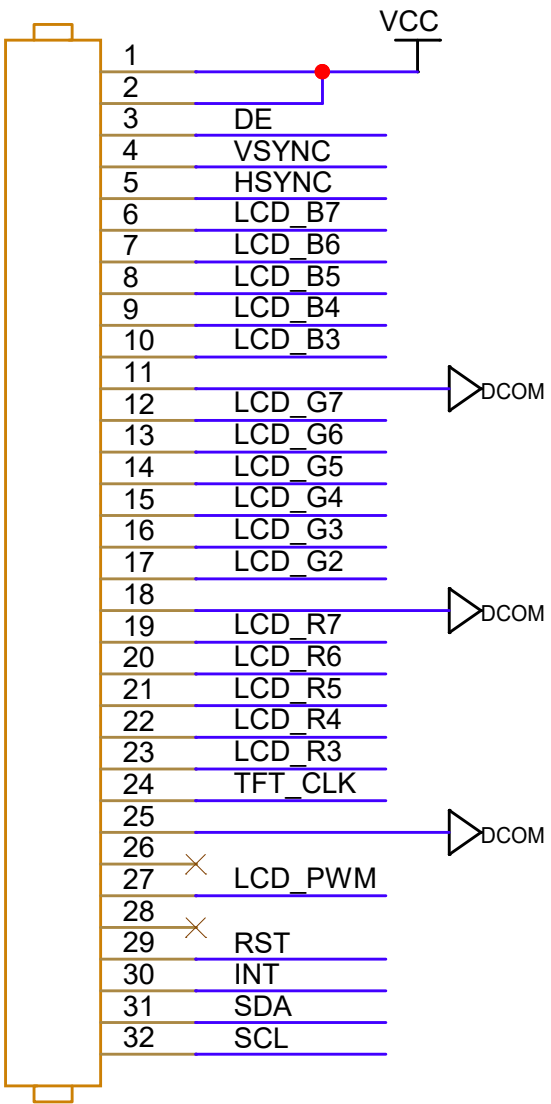 VCC
1
2
3 DE
4 VSYNC
5 HSYNC
6 LCD_B7
7 LCD_B6
8 LCD_B5
9 LCD_B4
10 LCD_B3
11 DCOM
12 LCD_G7
13 LCD_G6
14 LCD_G5
15 LCD_G4
16 LCD_G3
17 LCD_G2
18 DCOM
19 LCD_R7
20 LCD_R6
21 LCD_R5
22 LCD_R4
23 LCD_R3
24 TFT_CLK
25 DCOM
26
27 LCD_PWM
28
29 RST
30 INT
31 SDA
32 SCL